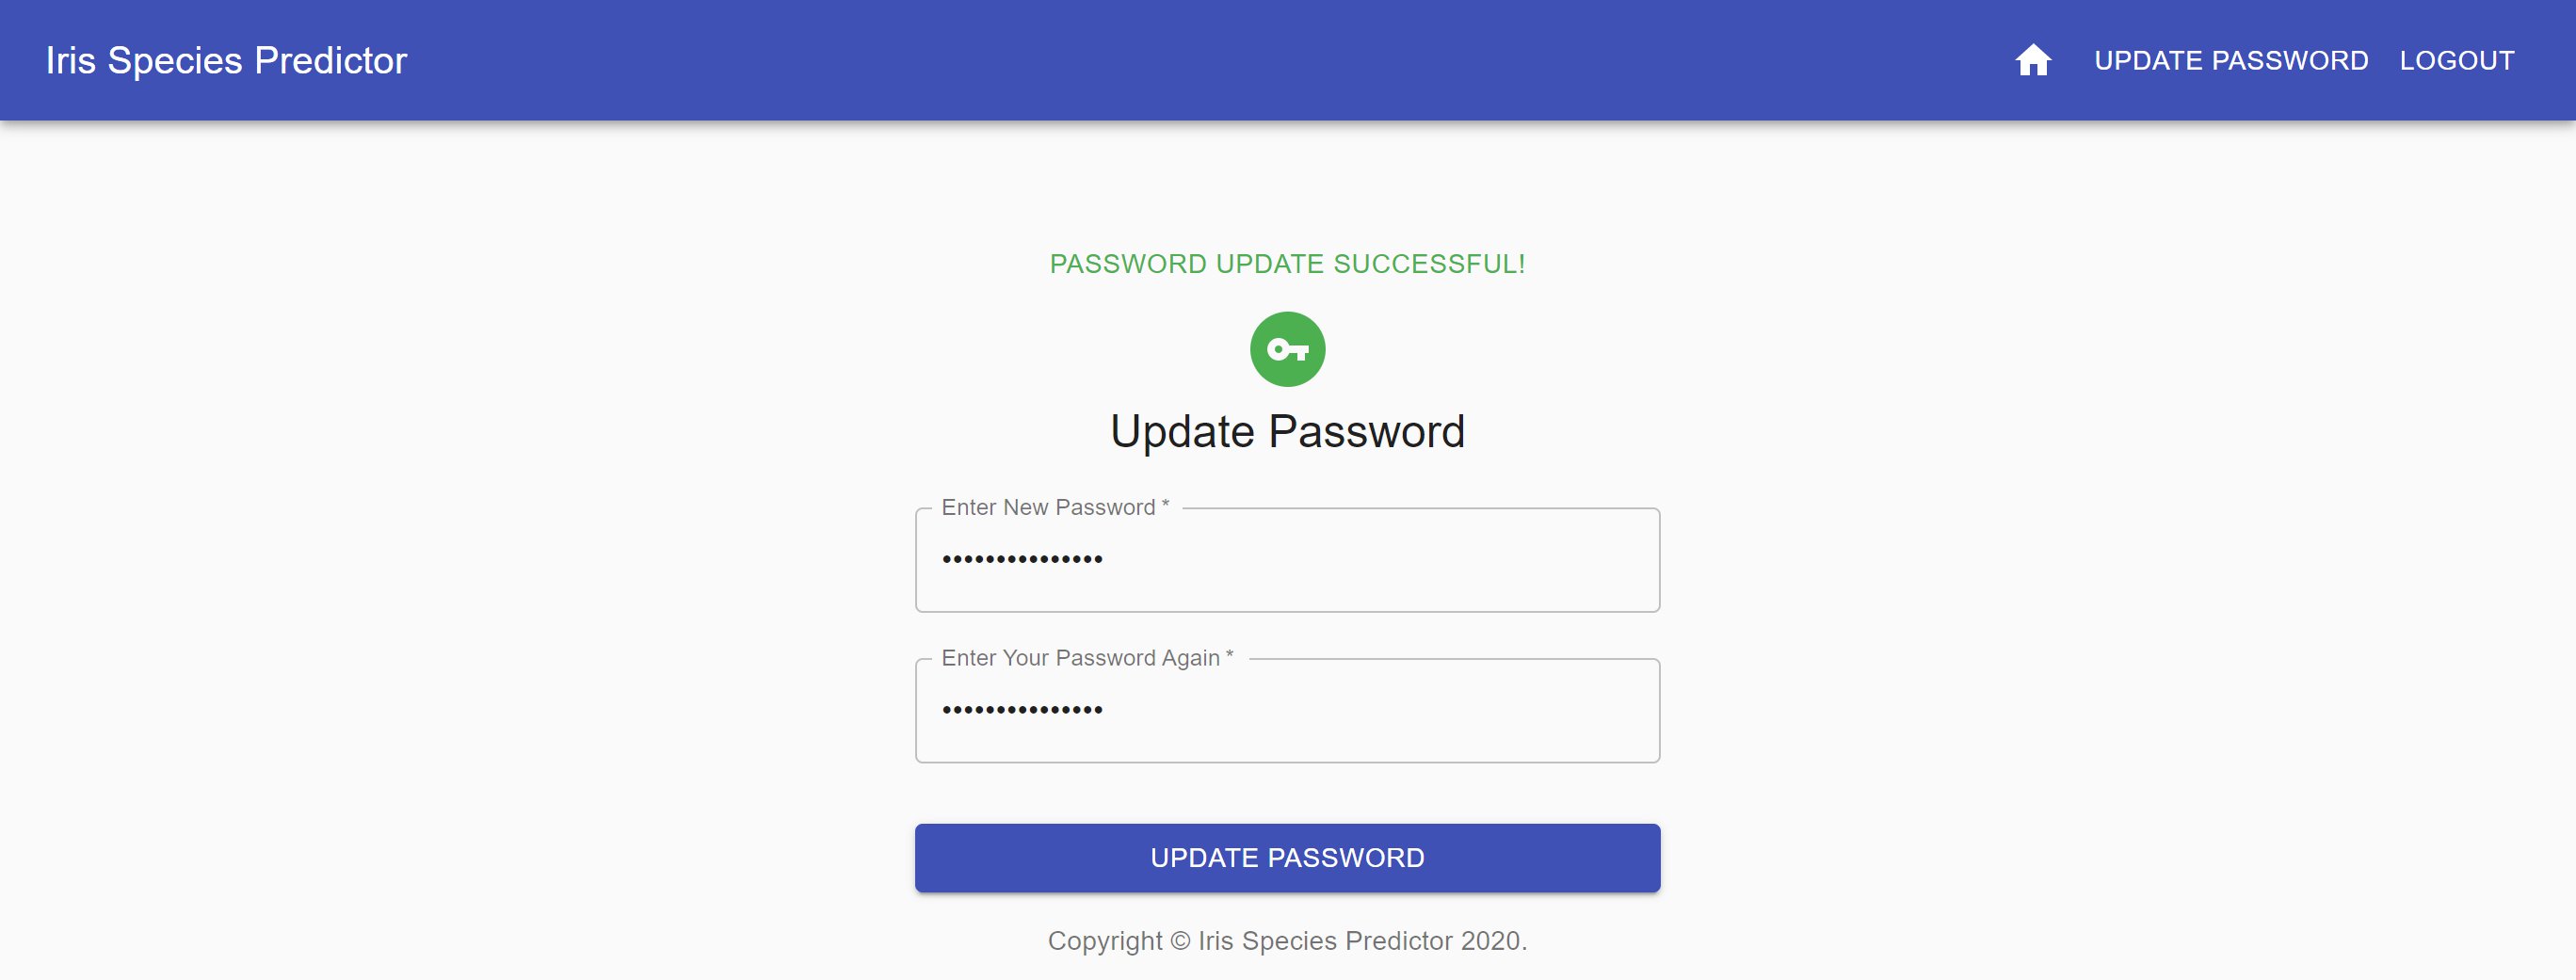 Iris Species Predictor
UPDATE PASSWORD
LOGOUT
PASSWORD UPDATE SUCCESSFUL!
Update Password
Enter New Password *
•••••••••••••••
Enter Your Password Again *
•••••••••••••••
UPDATE PASSWORD
Copyright © Iris Species Predictor 2020.